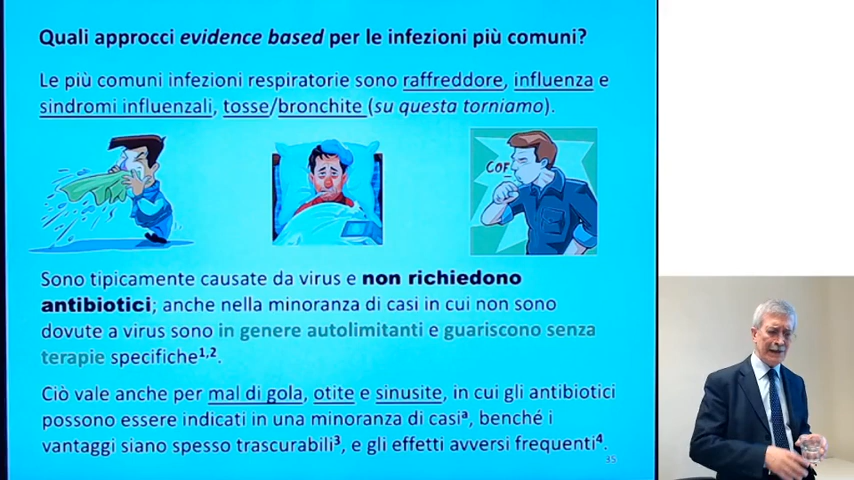 Quali approcci evidence based per le infezioni più comuni?
Le più comuni infezioni respiratorie sono raffreddore, influenza e
sindromi influenzali, tosse/bronchite (su questa torniamo).
COF
Sono tipicamente causate da virus e non richiedono
antibiotici; anche nella minoranza di casi in cui non sono
dovute a virus sono in genere autolimitanti e guariscono senza
terapie specifiche¹,².
Ciò vale anche per mal di gola, otite e sinusite, in cui gli antibiotici
possono essere indicati in una minoranza di casiᵃ, benché i
vantaggi siano spesso trascurabili³, e gli effetti avversi frequenti⁴.
35